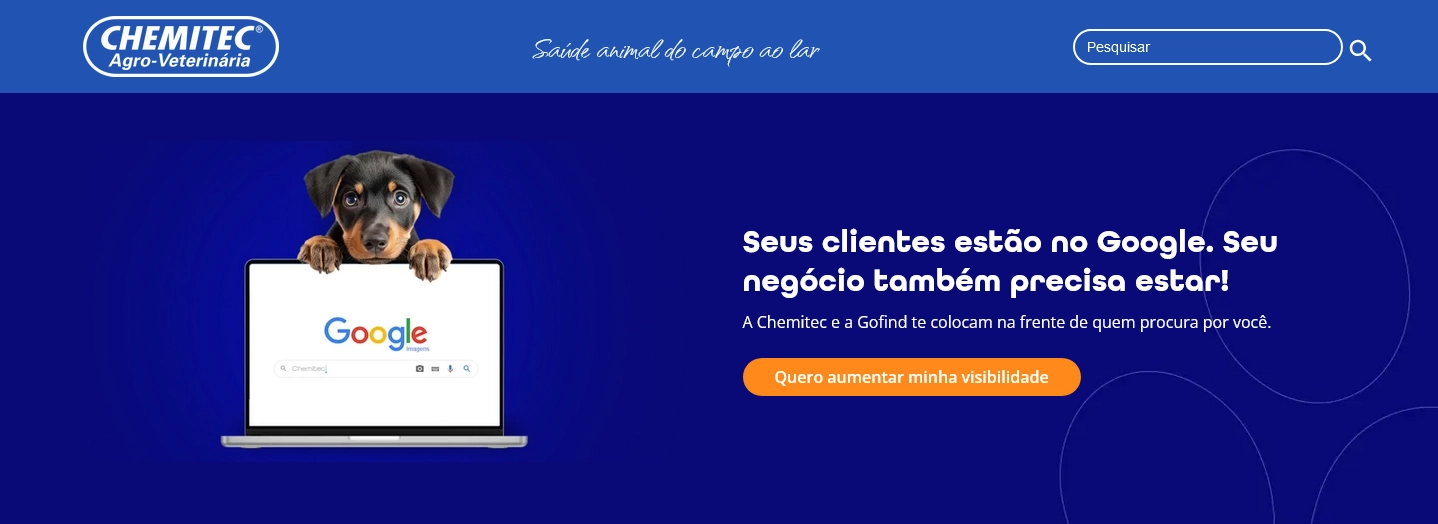 CHEMITEC®
Agro-Veterinária
Saúde animal do campo ao lar
Pesquisar
Google
Imagens
Chemitec
Seus clientes estão no Google. Seu
negócio também precisa estar!
A Chemitec e a Gofind te colocam na frente de quem procura por você.
Quero aumentar minha visibilidade